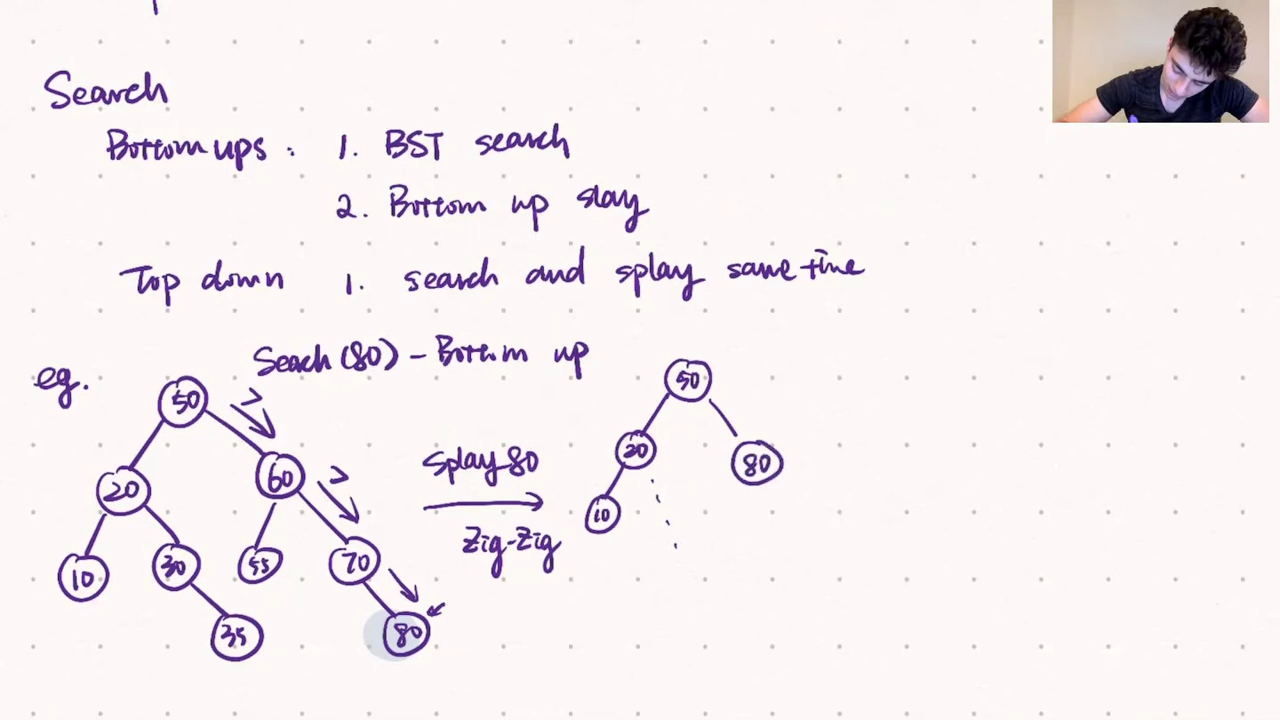 Search
Bottom ups : 1. BST search
2. Bottom up slay
Top down 1. search and splay same time
eg. Seach (80) - Bottom up
50
20 60
10 30 55 70
35 80
> >
Splay 80
Zig-Zig
50
20 80
10